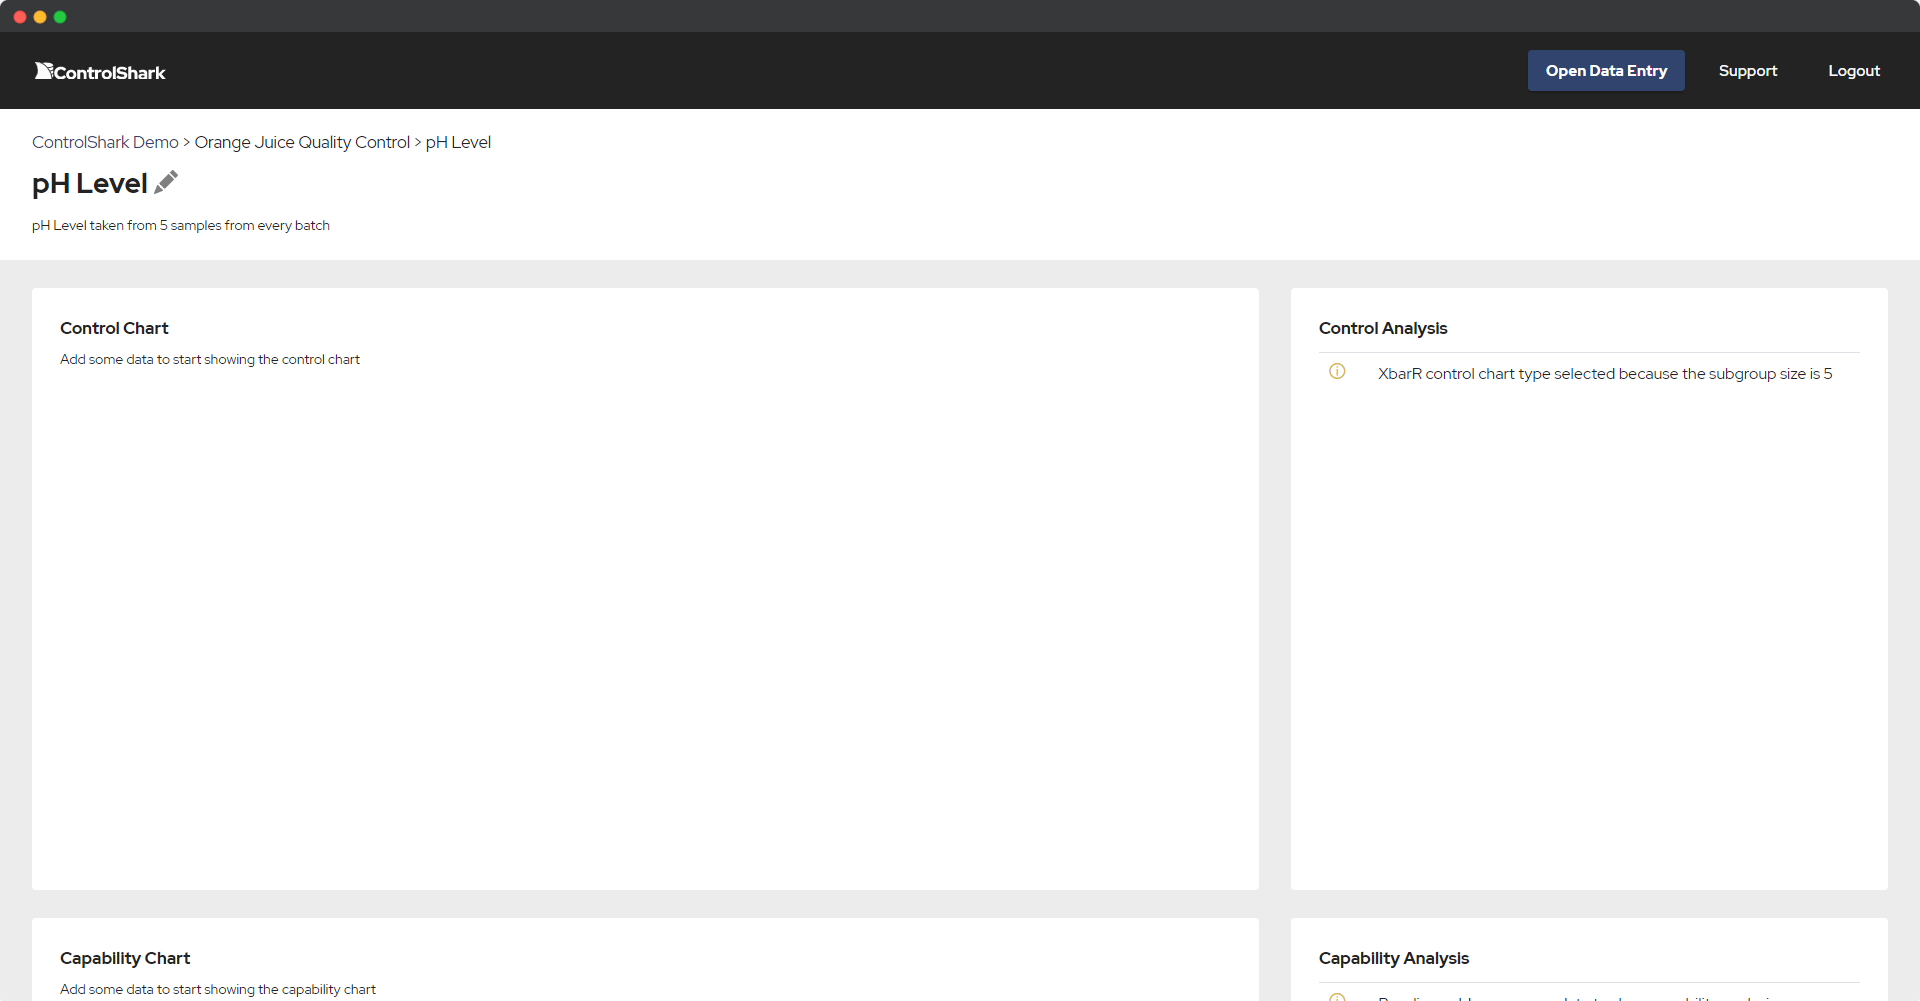 ControlShark
Open Data Entry
Support
Logout
ControlShark Demo > Orange Juice Quality Control > pH Level
pH Level
pH Level taken from 5 samples from every batch
Control Chart
Add some data to start showing the control chart
Control Analysis
XbarR control chart type selected because the subgroup size is 5
Capability Chart
Add some data to start showing the capability chart
Capability Analysis